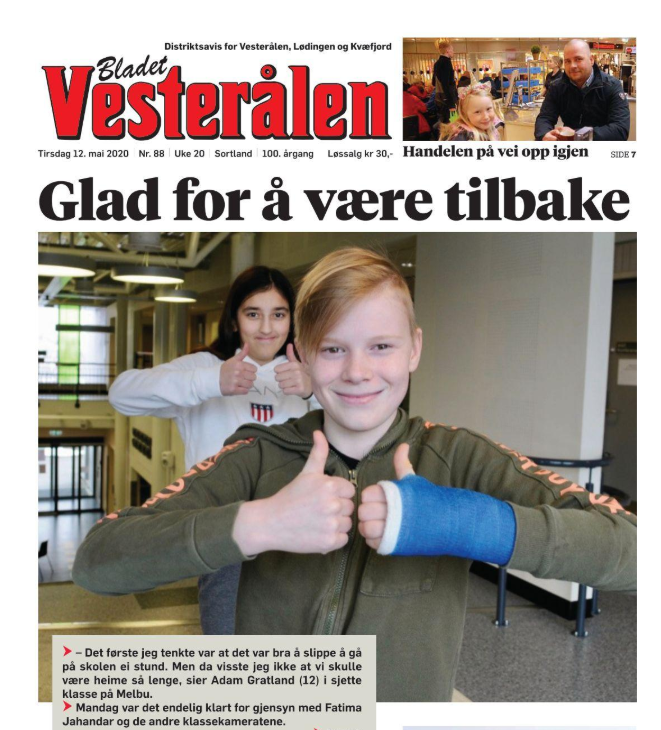 Distriktsavis for Vesterålen, Lødingen og Kvæfjord
Bladet
Vesterålen
Tirsdag 12. mai 2020 Nr. 88 Uke 20 Sortland 100. årgang Løssalg kr 30,-
Handelen på vei opp igjen SIDE 7
Glad for å være tilbake
– Det første jeg tenkte var at det var bra å slippe å gå
på skolen ei stund. Men da visste jeg ikke at vi skulle
være heime så lenge, sier Adam Gratland (12) i sjette
klasse på Melbu.
Mandag var det endelig klart for gjensyn med Fatima
Jahandar og de andre klassekameratene.